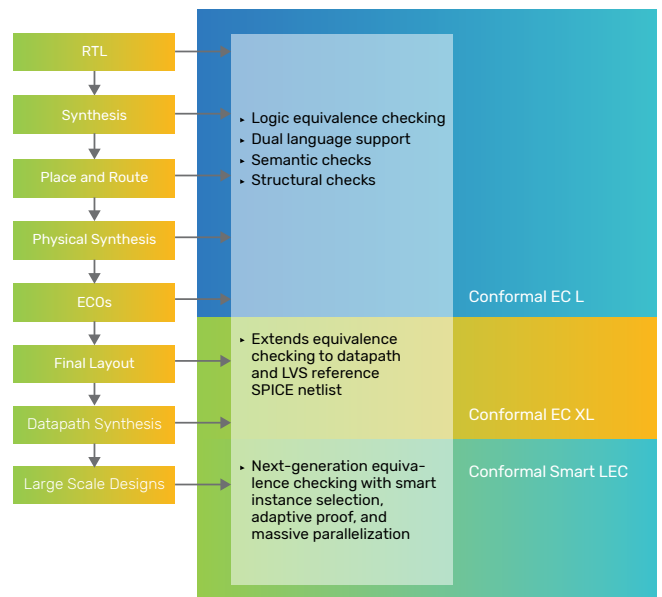 RTL
Synthesis
Place and Route
Physical Synthesis
ECOs
Final Layout
Datapath Synthesis
Large Scale Designs
‣ Logic equivalence checking
‣ Dual language support
‣ Semantic checks
‣ Structural checks
Conformal EC L
‣ Extends equivalence
checking to datapath
and LVS reference
SPICE netlist
Conformal EC XL
‣ Next-generation equiva-
lence checking with smart
instance selection,
adaptive proof, and
massive parallelization
Conformal Smart LEC